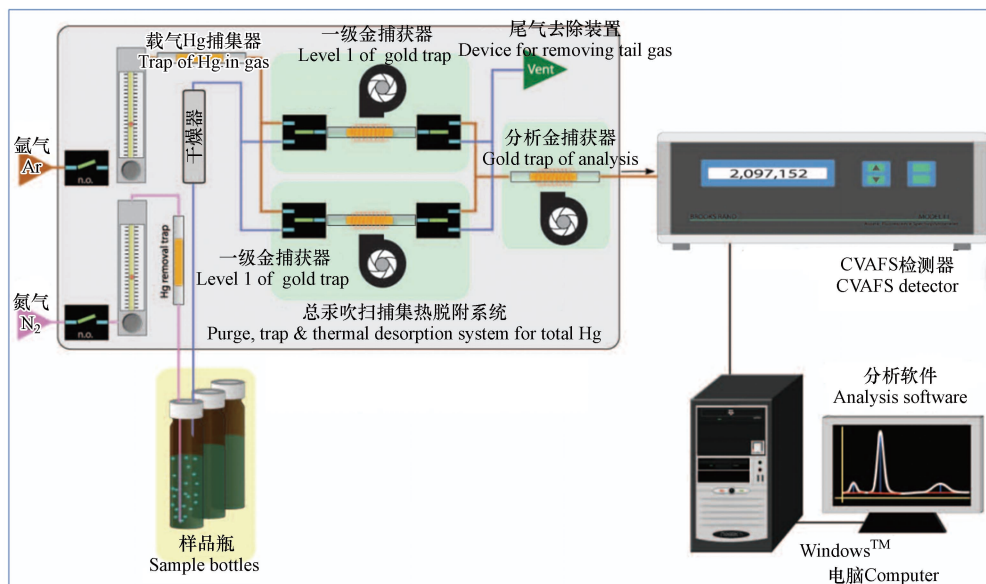 载气Hg捕集器
Trap of Hg in gas
一级金捕获器
Level 1 of gold trap
尾气去除装置
Device for removing tail gas
Vent
干燥器
氩气
Ar
n.o.
分析金捕获器
Gold trap of analysis
2,097,152
CVAFS检测器
CVAFS detector
Hg removal trap
一级金捕获器
Level 1 of gold trap
氮气
N₂
n.o.
总汞吹扫捕集热脱附系统
Purge, trap & thermal desorption system for total Hg
样品瓶
Sample bottles
分析软件
Analysis software
Windows™
电脑Computer